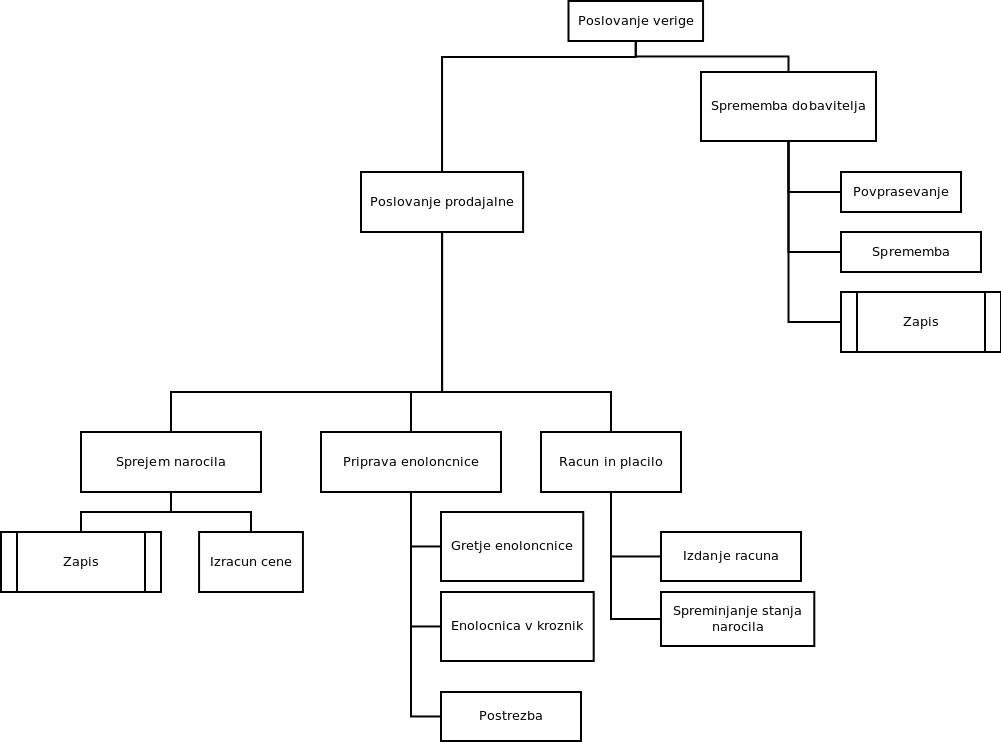 Poslovanje verige
Sprememba dobavitelja
Poslovanje prodajalne
Povprasevanje
Sprememba
Zapis
Sprejem narocila
Priprava enoloncnice
Racun in placilo
Zapis
Izracun cene
Gretje enoloncnice
Enolocnica v kroznik
Postrezba
Izdanje racuna
Spreminjanje stanja
narocila